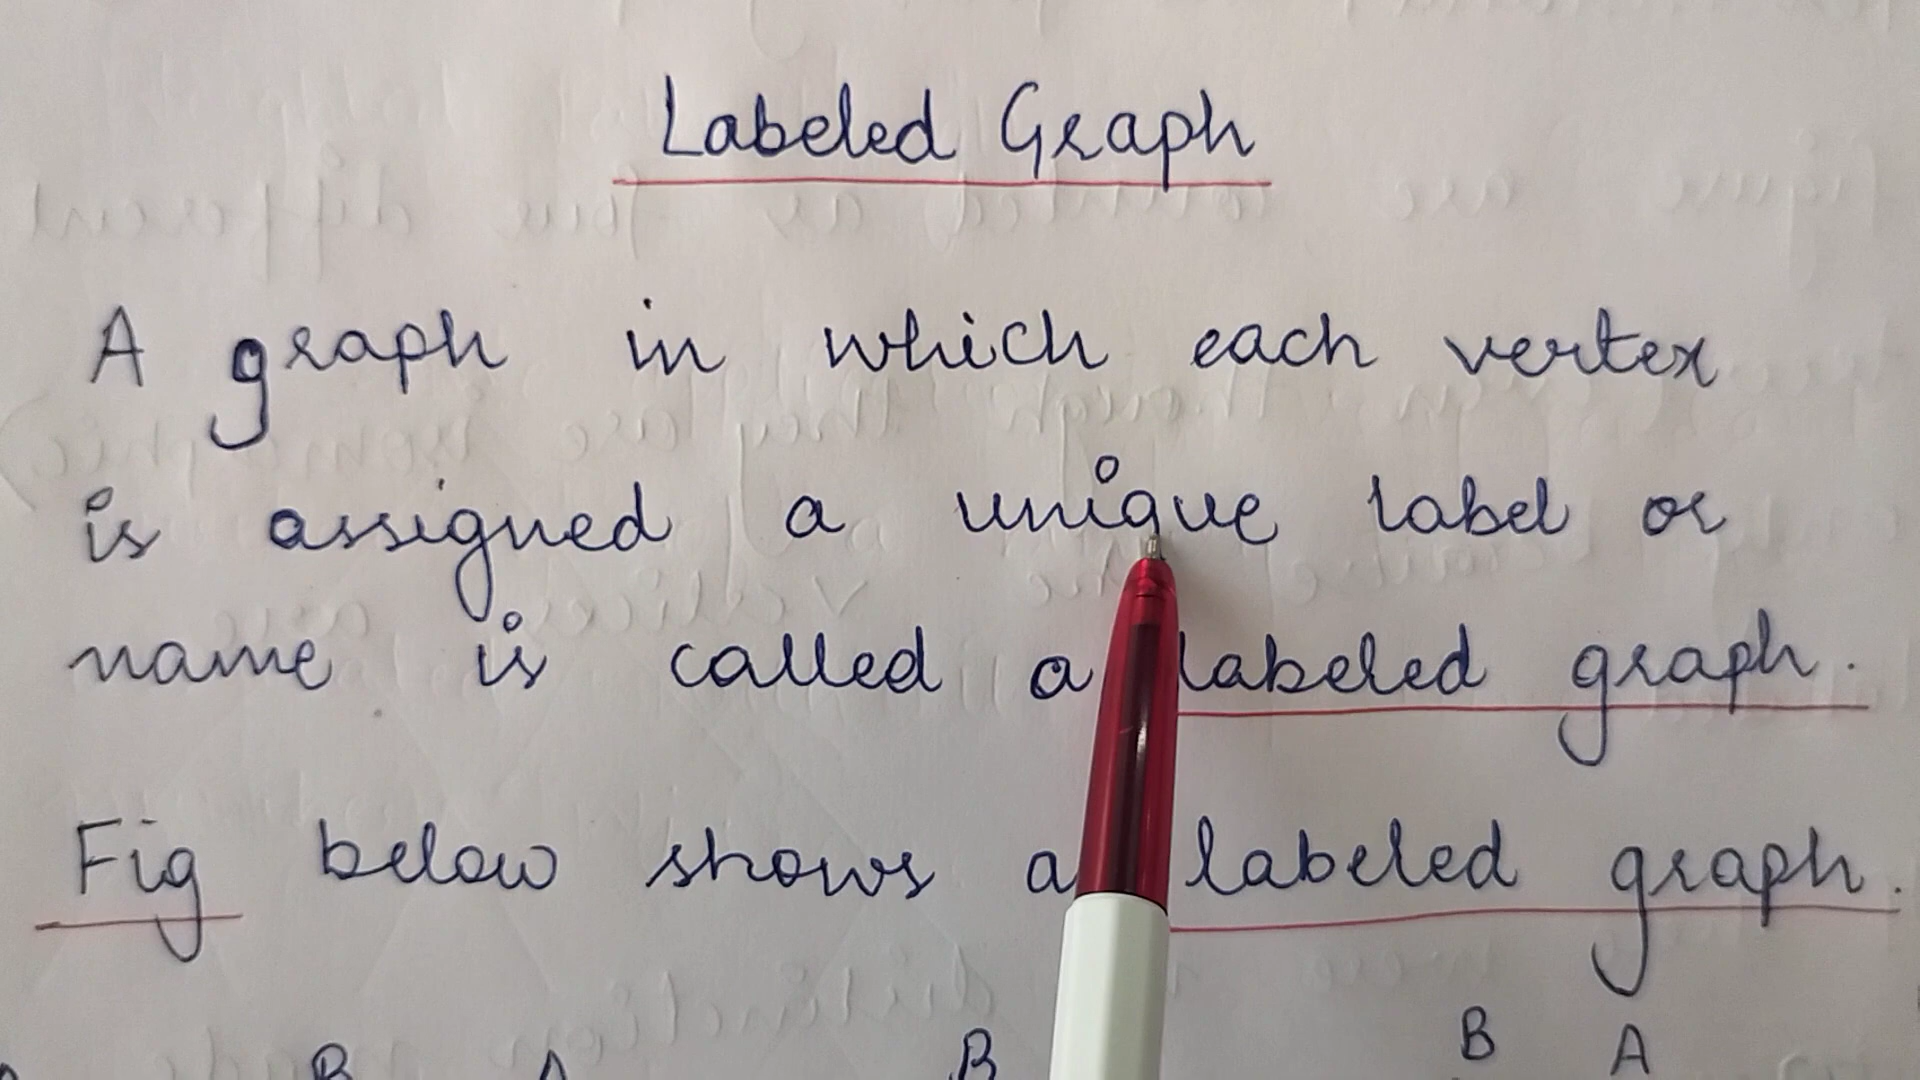 Labeled Graph
A graph in which each vertex
is assigned a unique label or
name is called a labeled graph.
Fig below shows a labeled graph.
B A B B A